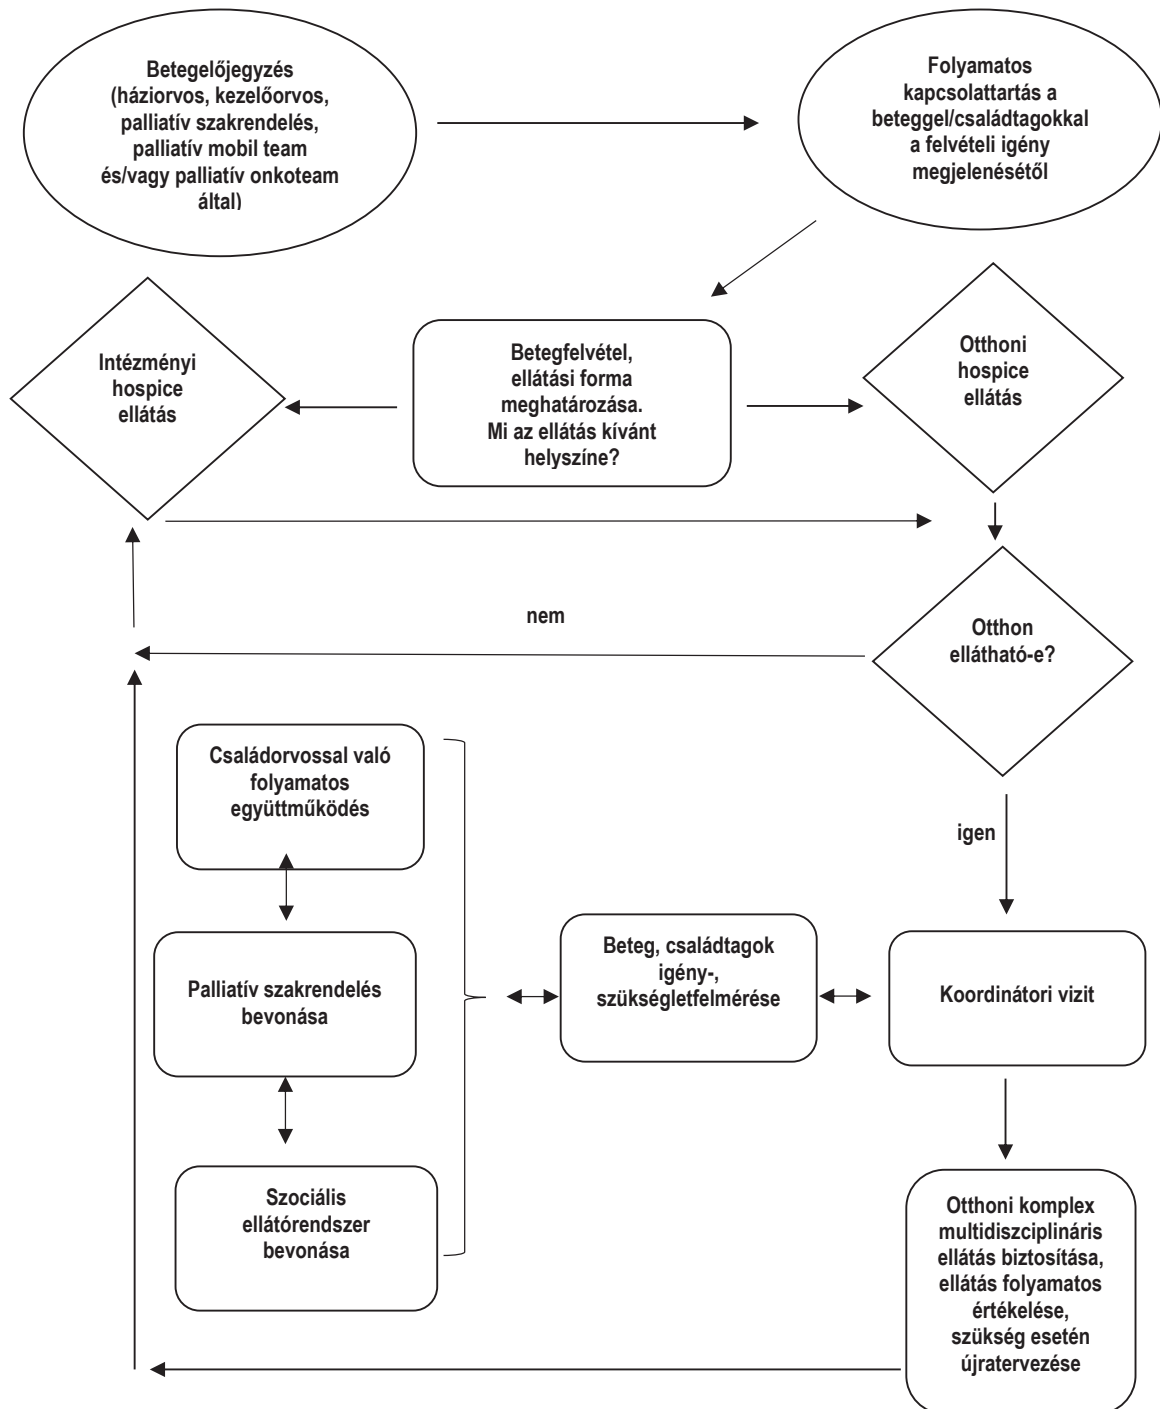 Betegelőjegyzés
(háziorvos, kezelőorvos,
palliatív szakrendelés,
palliatív mobil team
és/vagy palliatív onkoteam
által)
Folyamatos
kapcsolattartás a
beteggel/családtagokkal
a felvételi igény
megjelenésétől
Intézményi
hospice
ellátás
Betegfelvétel,
ellátási forma
meghatározása.
Mi az ellátás kívánt
helyszíne?
Otthoni
hospice
ellátás
nem
Otthon
ellátható-e?
igen
Családorvossal való
folyamatos
együttműködés
Palliatív szakrendelés
bevonása
Szociális
ellátórendszer
bevonása
Beteg, családtagok
igény-,
szükségletfelmérése
Koordinátori vizit
Otthoni komplex
multidiszciplináris
ellátás biztosítása,
ellátás folyamatos
értékelése,
szükség esetén
újratervezése